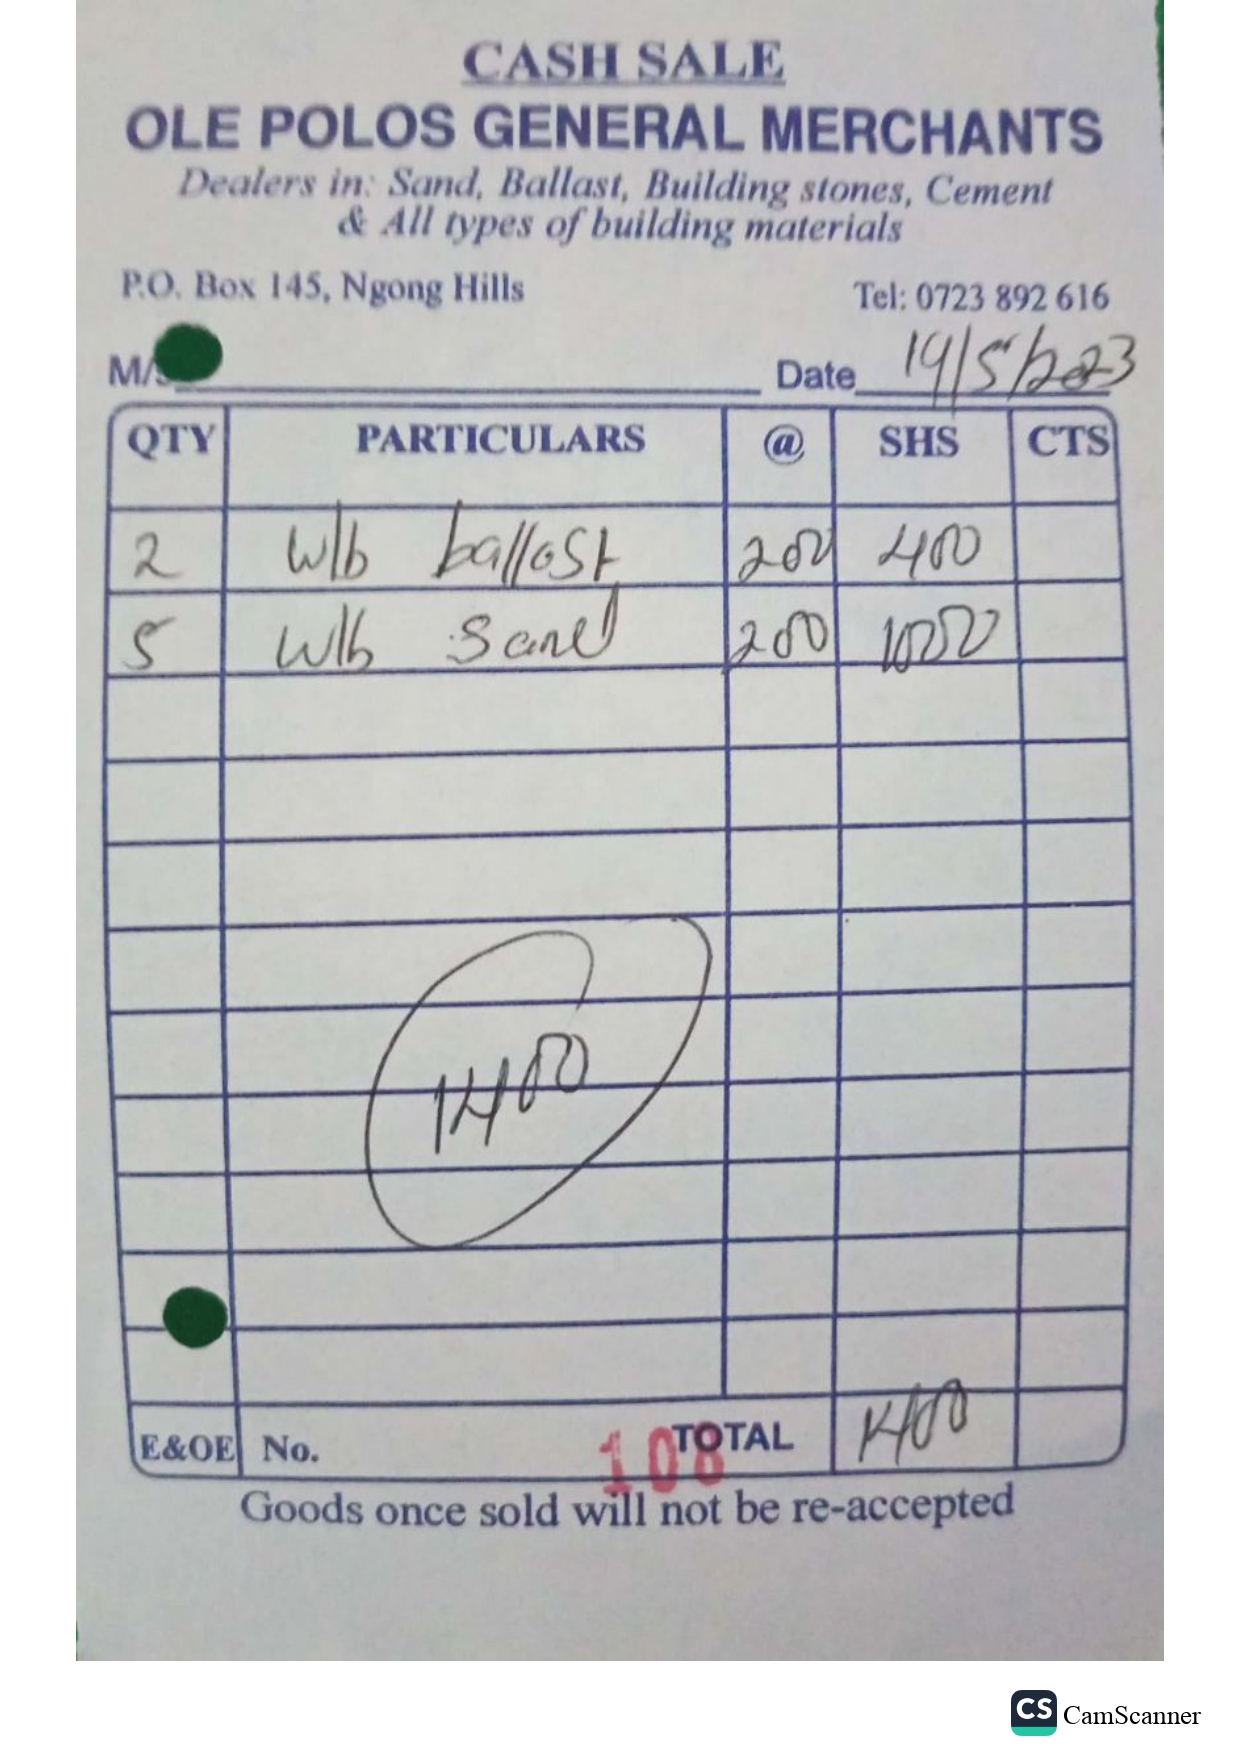 CASH SALE
OLE POLOS GENERAL MERCHANTS
Dealers in: Sand, Ballast, Building stones, Cement
& All types of building materials
P.O. Box 145, Ngong Hills Tel: 0723 892 616
M/s Date 19/5/2023
QTY PARTICULARS @ SHS CTS
2 W/b ballast 200 400
5 W/b Sand 200 1000
1400
E&OE No. 108 TOTAL 1400
Goods once sold will not be re-accepted
CS CamScanner